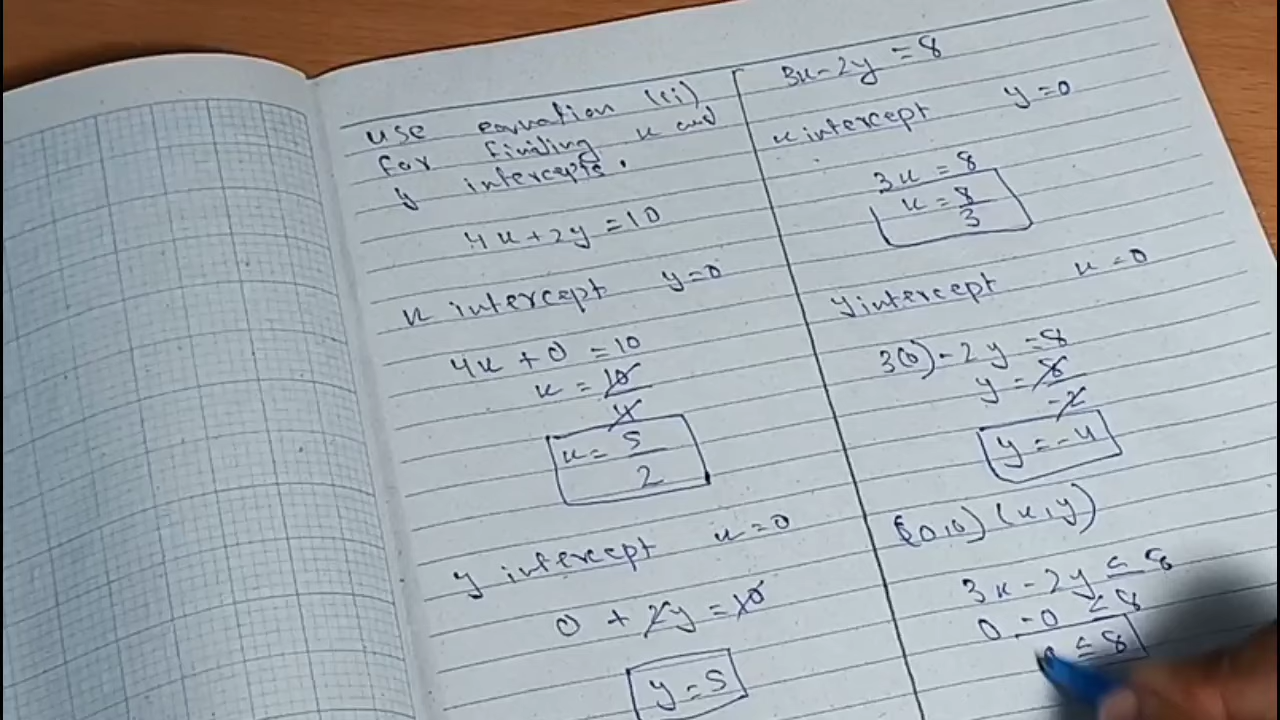 use equation (i)
for finding x and
y intercepts.
4x+2y=10
x intercept y=0
4x+0=10
x=10/4
x=5/2
y intercept x=0
0+2y=10
y=5
3x-2y=8
x intercept y=0
3x=8
x=8/3
y intercept x=0
3(0)-2y=8
y=8/-2
y=-4
(0,0) (x,y)
3x-2y≤8
0-0≤8
0≤8